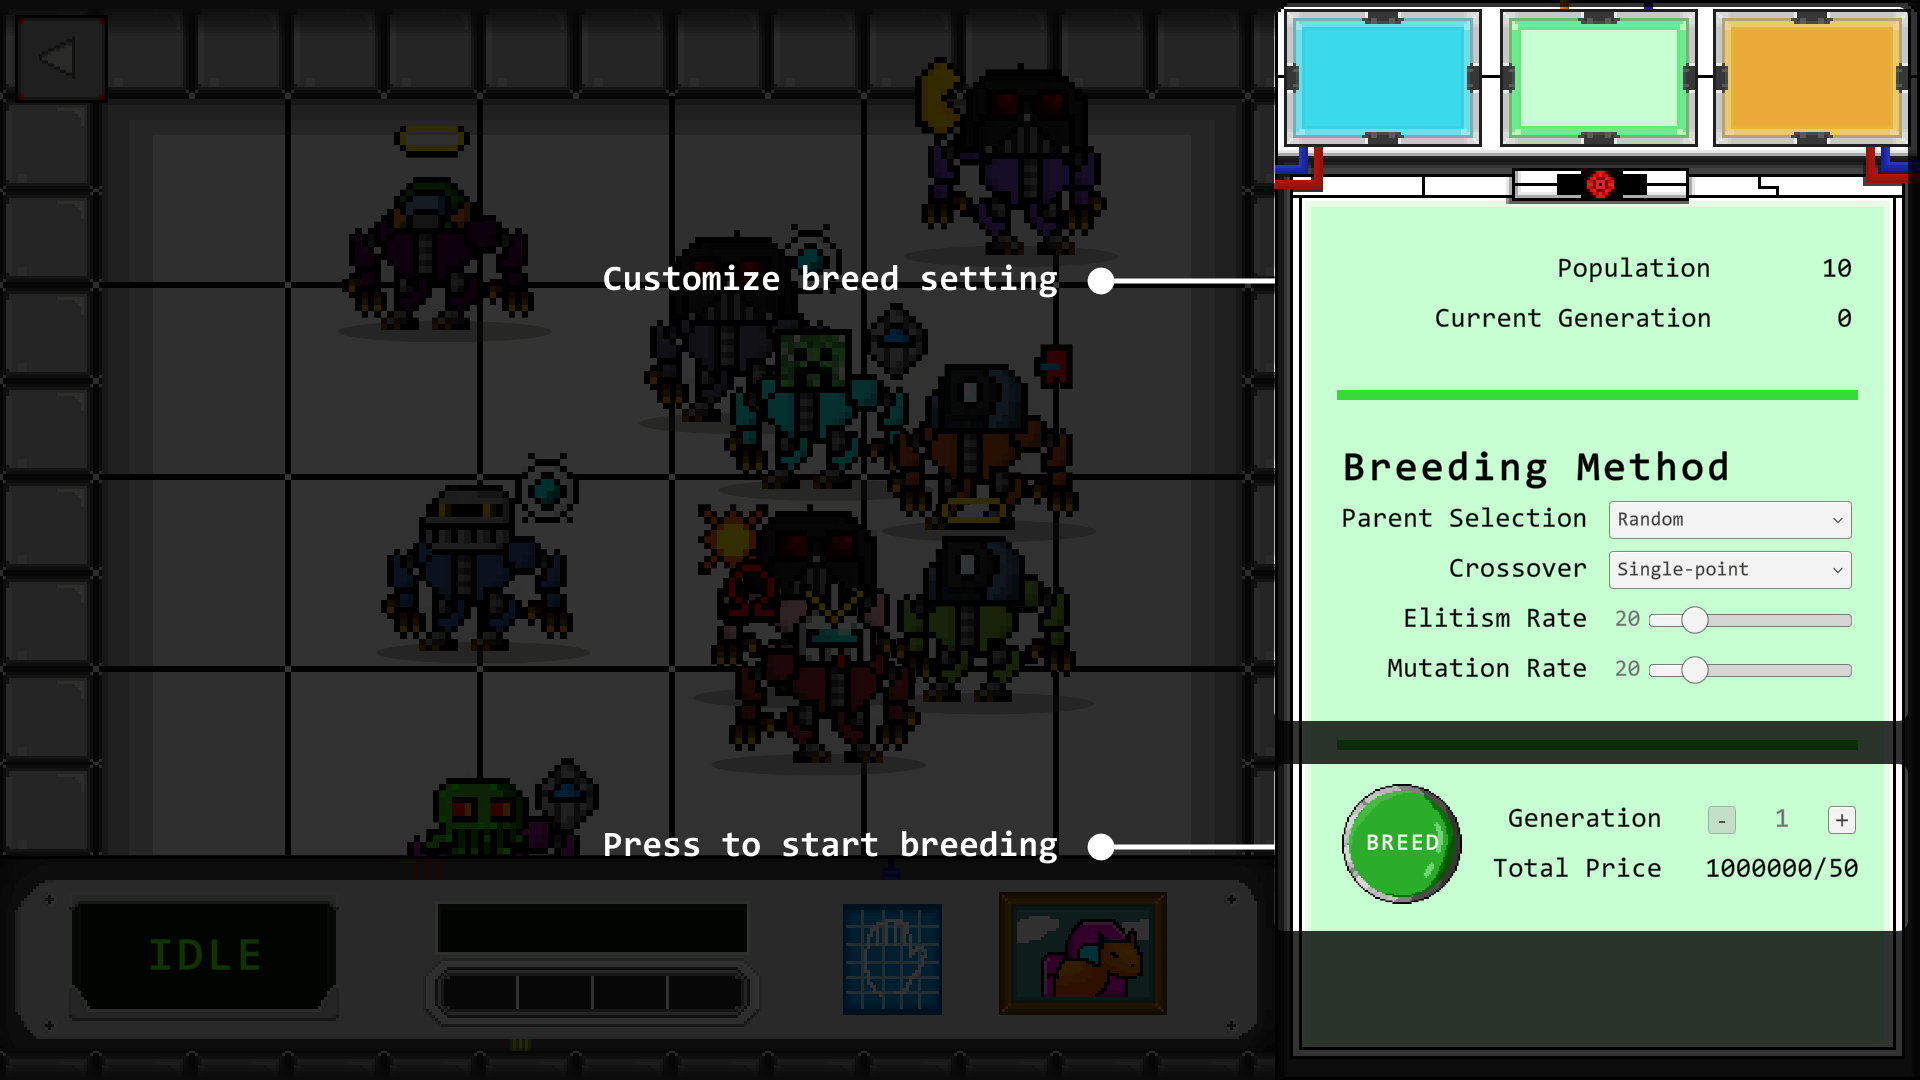 Customize breed setting
Population 10
Current Generation 0
Breeding Method
Parent Selection Random
Crossover Single-point
Elitism Rate 20
Mutation Rate 20
Press to start breeding
BREED
Generation - 1 +
Total Price 1000000/50
IDLE